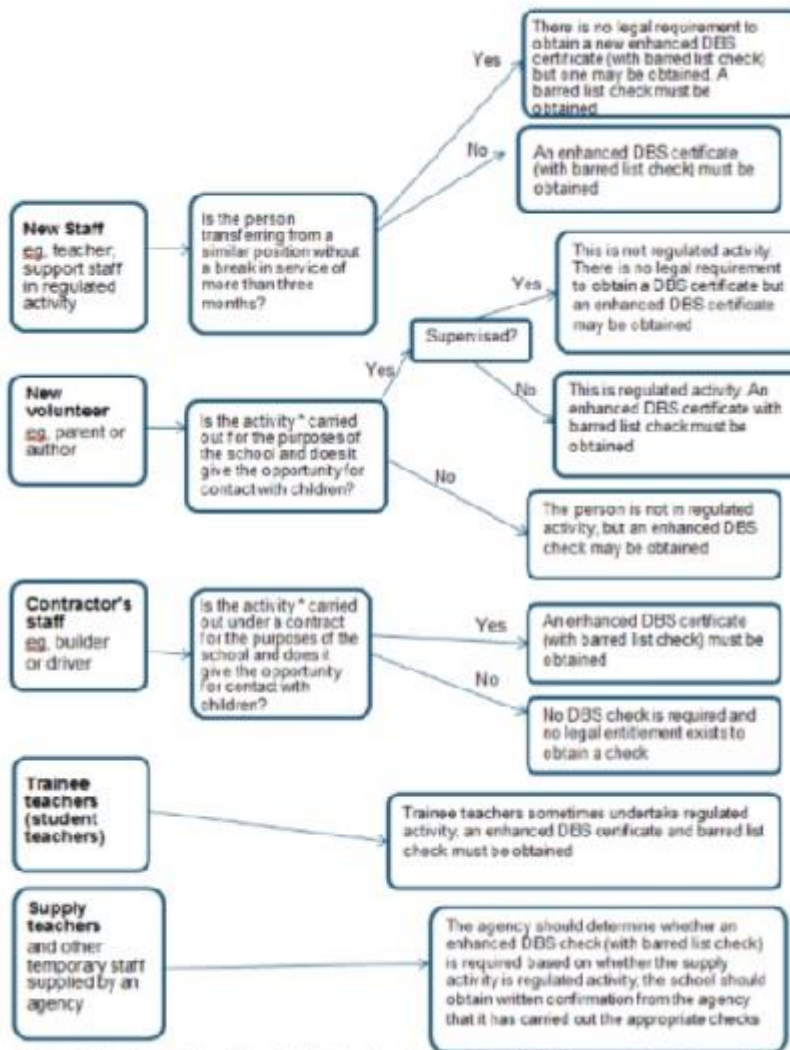 There is no legal requirement to
obtain a new enhanced DBS
certificate (with barred list check)
but one may be obtained. A
barred list check must be
obtained
Yes
No
An enhanced DBS certificate
(with barred list check) must be
obtained
New Staff
eg, teacher,
support staff
in regulated
activity
Is the person
transferring from a
similar position without
a break in service of
more than three
months?
This is not regulated activity.
There is no legal requirement
to obtain a DBS certificate but
an enhanced DBS certificate
may be obtained
Yes
Supervised?
Yes
No
This is regulated activity. An
enhanced DBS certificate with
barred list check must be
obtained
New
volunteer
eg, parent or
author
Is the activity * carried
out for the purposes of
the school and does it
give the opportunity for
contact with children?
No
The person is not in regulated
activity, but an enhanced DBS
check may be obtained
Contractor's
staff
eg, builder
or driver
Is the activity * carried
out under a contract
for the purposes of the
school and does it
give the opportunity
for contact with
children?
Yes
An enhanced DBS certificate
(with barred list check) must be
obtained
No
No DBS check is required and
no legal entitlement exists to
obtain a check
Trainee
teachers
(student
teachers)
Trainee teachers sometimes undertake regulated
activity, an enhanced DBS certificate and barred list
check must be obtained
Supply
teachers
and other
temporary staff
supplied by an
agency
The agency should determine whether an
enhanced DBS check (with barred list check)
is required based on whether the supply
activity is regulated activity, the school should
obtain written confirmation from the agency
that it has carried out the appropriate checks